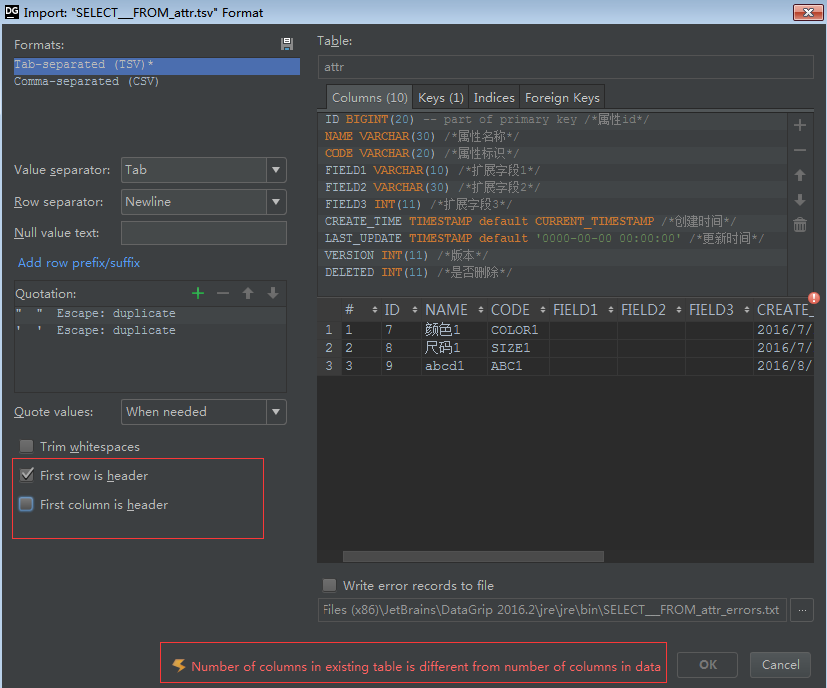 DG Import: "SELECT___FROM_attr.tsv" Format
Formats:
Tab-separated (TSV)*
Comma-separated (CSV)
Value separator: Tab
Row separator: Newline
Null value text:
Add row prefix/suffix
Quotation:
" " Escape: duplicate
' ' Escape: duplicate
Quote values: When needed
Trim whitespaces
First row is header
First column is header
Table:
attr
Columns (10) Keys (1) Indices Foreign Keys
ID BIGINT(20) -- part of primary key /*属性id*/
NAME VARCHAR(30) /*属性名称*/
CODE VARCHAR(20) /*属性标识*/
FIELD1 VARCHAR(10) /*扩展字段1*/
FIELD2 VARCHAR(30) /*扩展字段2*/
FIELD3 INT(11) /*扩展字段3*/
CREATE_TIME TIMESTAMP default CURRENT_TIMESTAMP /*创建时间*/
LAST_UPDATE TIMESTAMP default '0000-00-00 00:00:00' /*更新时间*/
VERSION INT(11) /*版本*/
DELETED INT(11) /*是否删除*/
# ID NAME CODE FIELD1 FIELD2 FIELD3 CREATE_
1 1 7 颜色1 COLOR1 2016/7/
2 2 8 尺码1 SIZE1 2016/7/
3 3 9 abcd1 ABC1 2016/8/
Write error records to file
Files (x86)\JetBrains\DataGrip 2016.2\jre\jre\bin\SELECT___FROM_attr_errors.txt ...
Number of columns in existing table is different from number of columns in data
OK Cancel